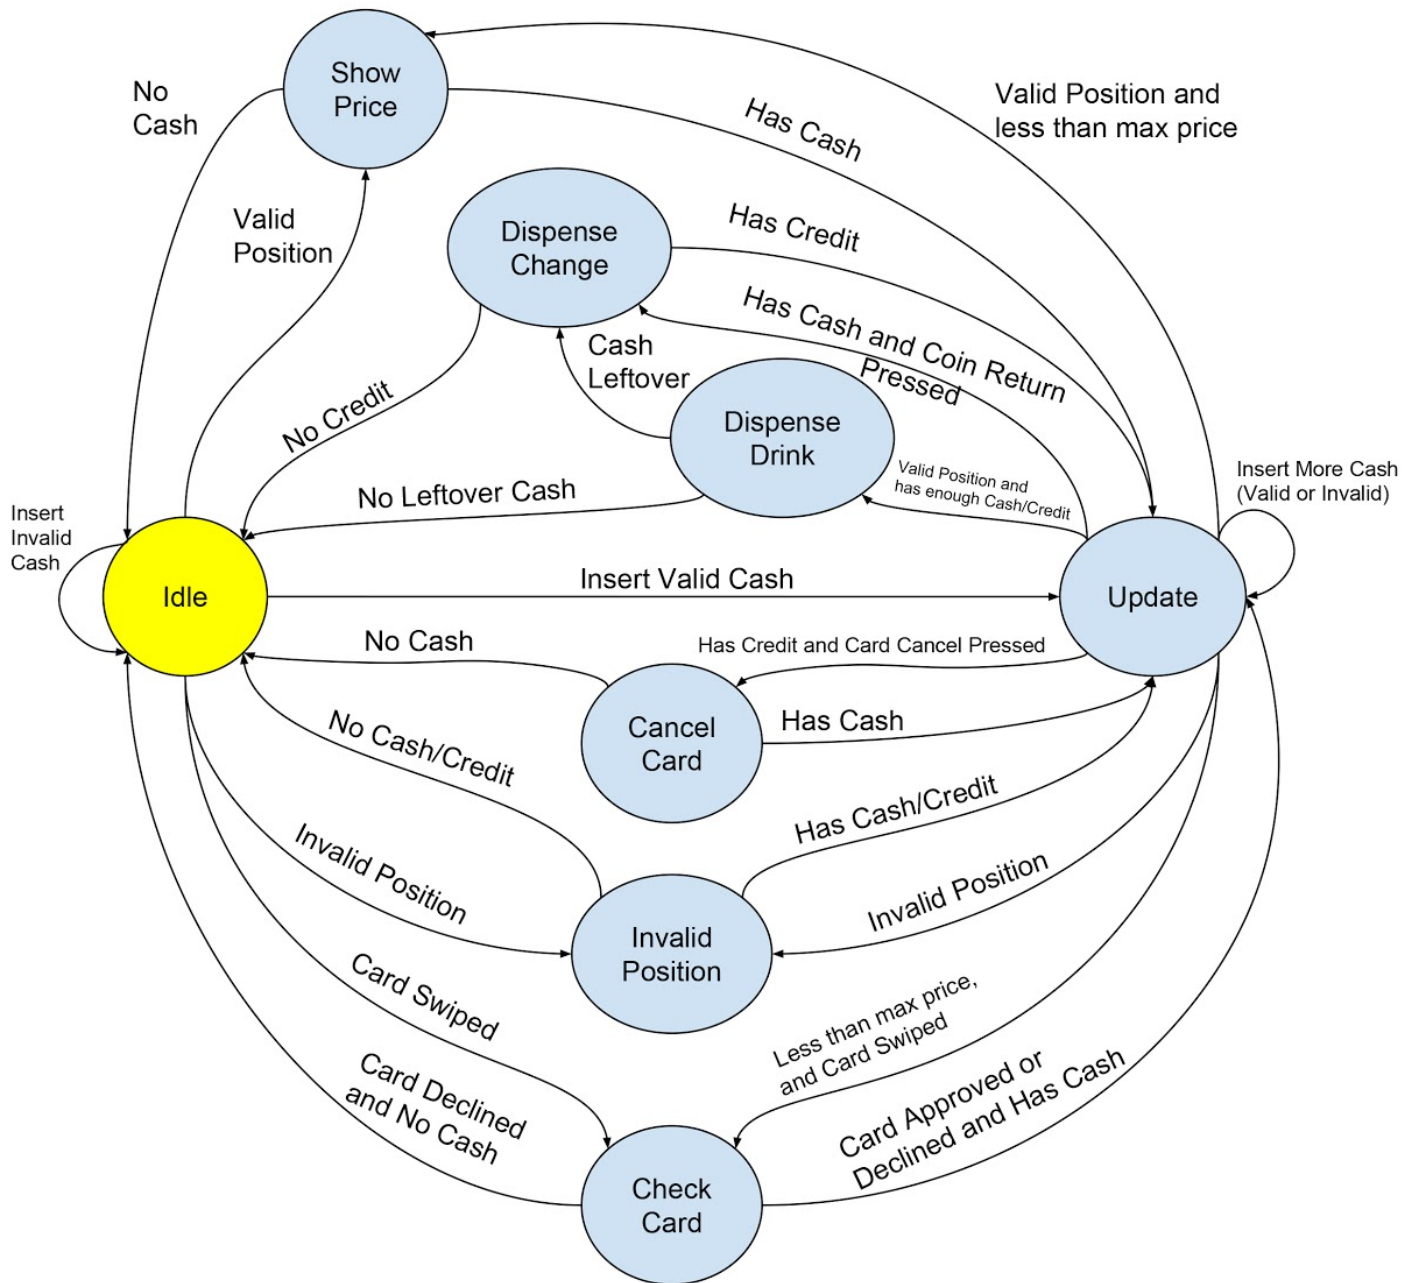 Show
Price
No
Cash
Has Cash
Valid Position and
less than max price
Valid
Position
Dispense
Change
Has Credit
Has Cash and Coin Return
Pressed
Cash
Leftover
No Credit
Dispense
Drink
Valid Position and
has enough Cash/Credit
No Leftover Cash
Insert More Cash
(Valid or Invalid)
Insert
Invalid
Cash
Idle
Insert Valid Cash
Update
No Cash
Has Credit and Card Cancel Pressed
Cancel
Card
Has Cash
No Cash/Credit
Has Cash/Credit
Invalid Position
Invalid Position
Invalid
Position
Card Swiped
Less than max price,
and Card Swiped
Card Declined
and No Cash
Card Approved or
Declined and Has Cash
Check
Card